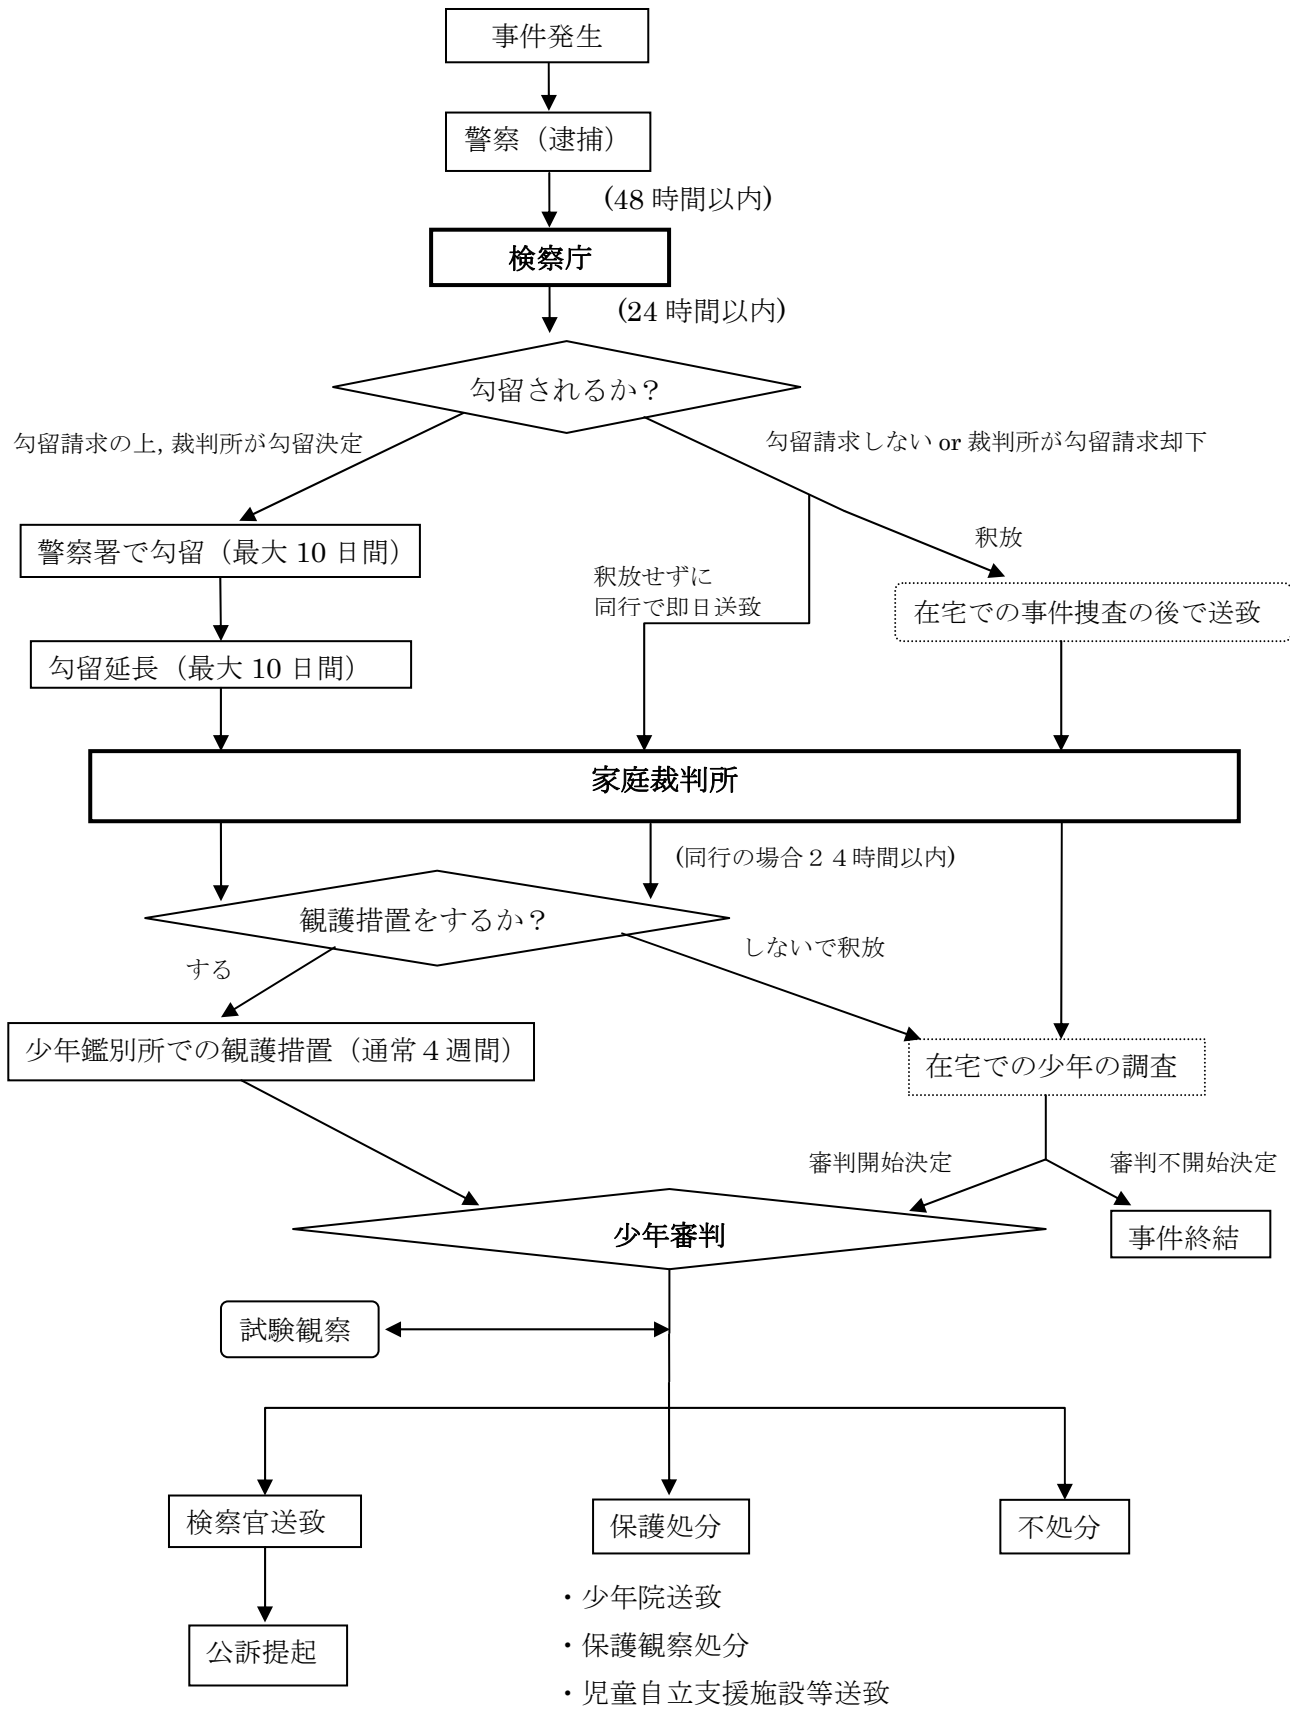 事件発生
警察（逮捕）
(48時間以内)
検察庁
(24時間以内)
勾留されるか？
勾留請求の上, 裁判所が勾留決定
勾留請求しない or 裁判所が勾留請求却下
釈放
警察署で勾留（最大 10 日間）
釈放せずに
同行で即日送致
在宅での事件捜査の後で送致
勾留延長（最大 10 日間）
家庭裁判所
(同行の場合２４時間以内)
観護措置をするか？
する
しないで釈放
少年鑑別所での観護措置（通常４週間）
在宅での少年の調査
審判開始決定
審判不開始決定
少年審判
事件終結
試験観察
検察官送致
保護処分
不処分
・少年院送致
公訴提起
・保護観察処分
・児童自立支援施設等送致